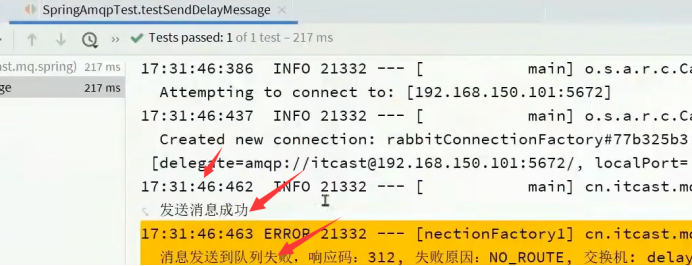 SpringAmqpTest.testSendDelayMessage
Tests passed: 1 of 1 test – 217 ms
ast.mq.spring) 217 ms
ge 217 ms
17:31:46:386 INFO 21332 --- [ main] o.s.a.r.c.Ca
Attempting to connect to: [192.168.150.101:5672]
17:31:46:437 INFO 21332 --- [ main] o.s.a.r.c.Ca
Created new connection: rabbitConnectionFactory#77b325b3
[delegate=amqp://itcast@192.168.150.101:5672/, localPort=
17:31:46:462 INFO 21332 --- [ main] cn.itcast.mq
发送消息成功
17:31:46:463 ERROR 21332 --- [nectionFactory1] cn.itcast.mq
消息发送到队列失败，响应码：312, 失败原因：NO_ROUTE, 交换机: delay